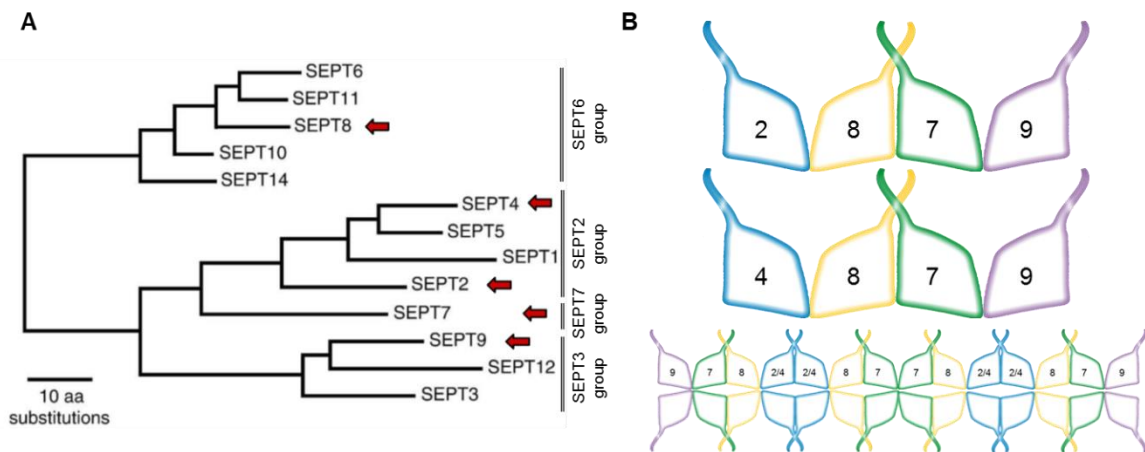 A
SEPT6
SEPT11
SEPT8
SEPT10
SEPT14
SEPT4
SEPT5
SEPT1
SEPT2
SEPT7
SEPT9
SEPT12
SEPT3
10 aa
substitutions
SEPT6
group
SEPT2
group
SEPT7
group
SEPT3
group
B
2 8 7 9
4 8 7 9
9 7 8 2/4 2/4 8 7 7 8 2/4 2/4 8 7 9